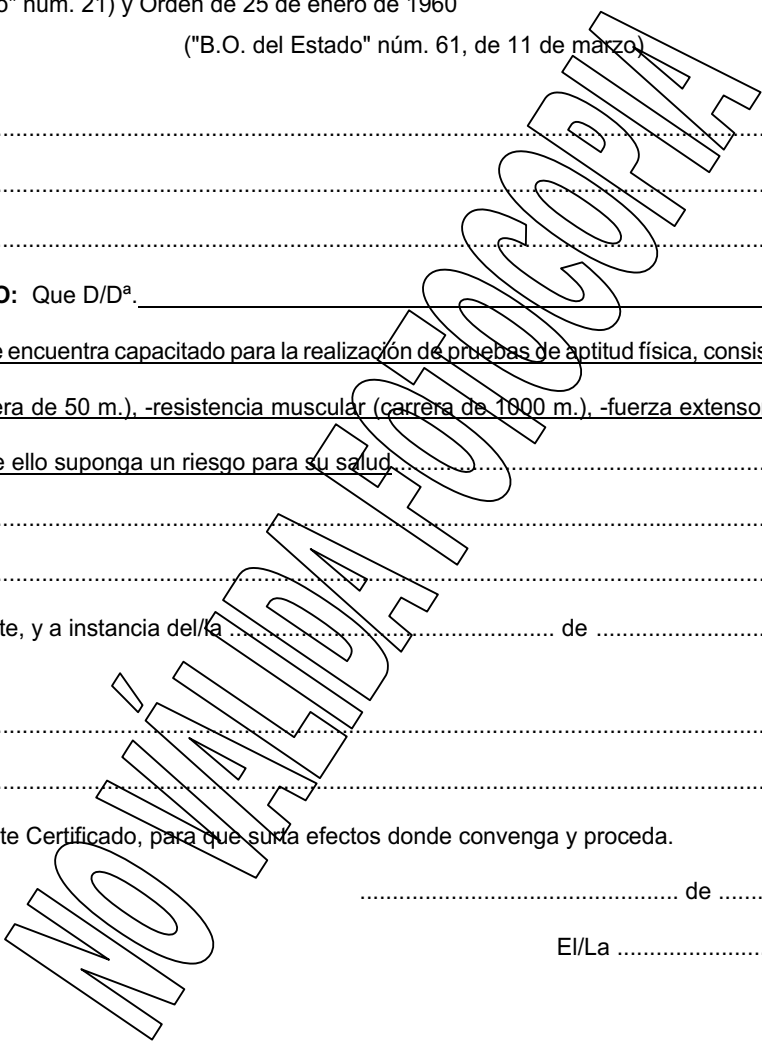 o" núm. 21) y Orden de 25 de enero de 1960
("B.O. del Estado" núm. 61, de 11 de marzo)
O: Que D/Dª.
e encuentra capacitado para la realización de pruebas de aptitud física, consis
era de 50 m.), -resistencia muscular (carrera de 1000 m.), -fuerza extenso
e ello suponga un riesgo para su salud
te, y a instancia del/la .................................................. de ..........................
te Certificado, para que surta efectos donde convenga y proceda.
................................................. de .......
El/La ......................
NO VÁLIDA FOTOCOPIA